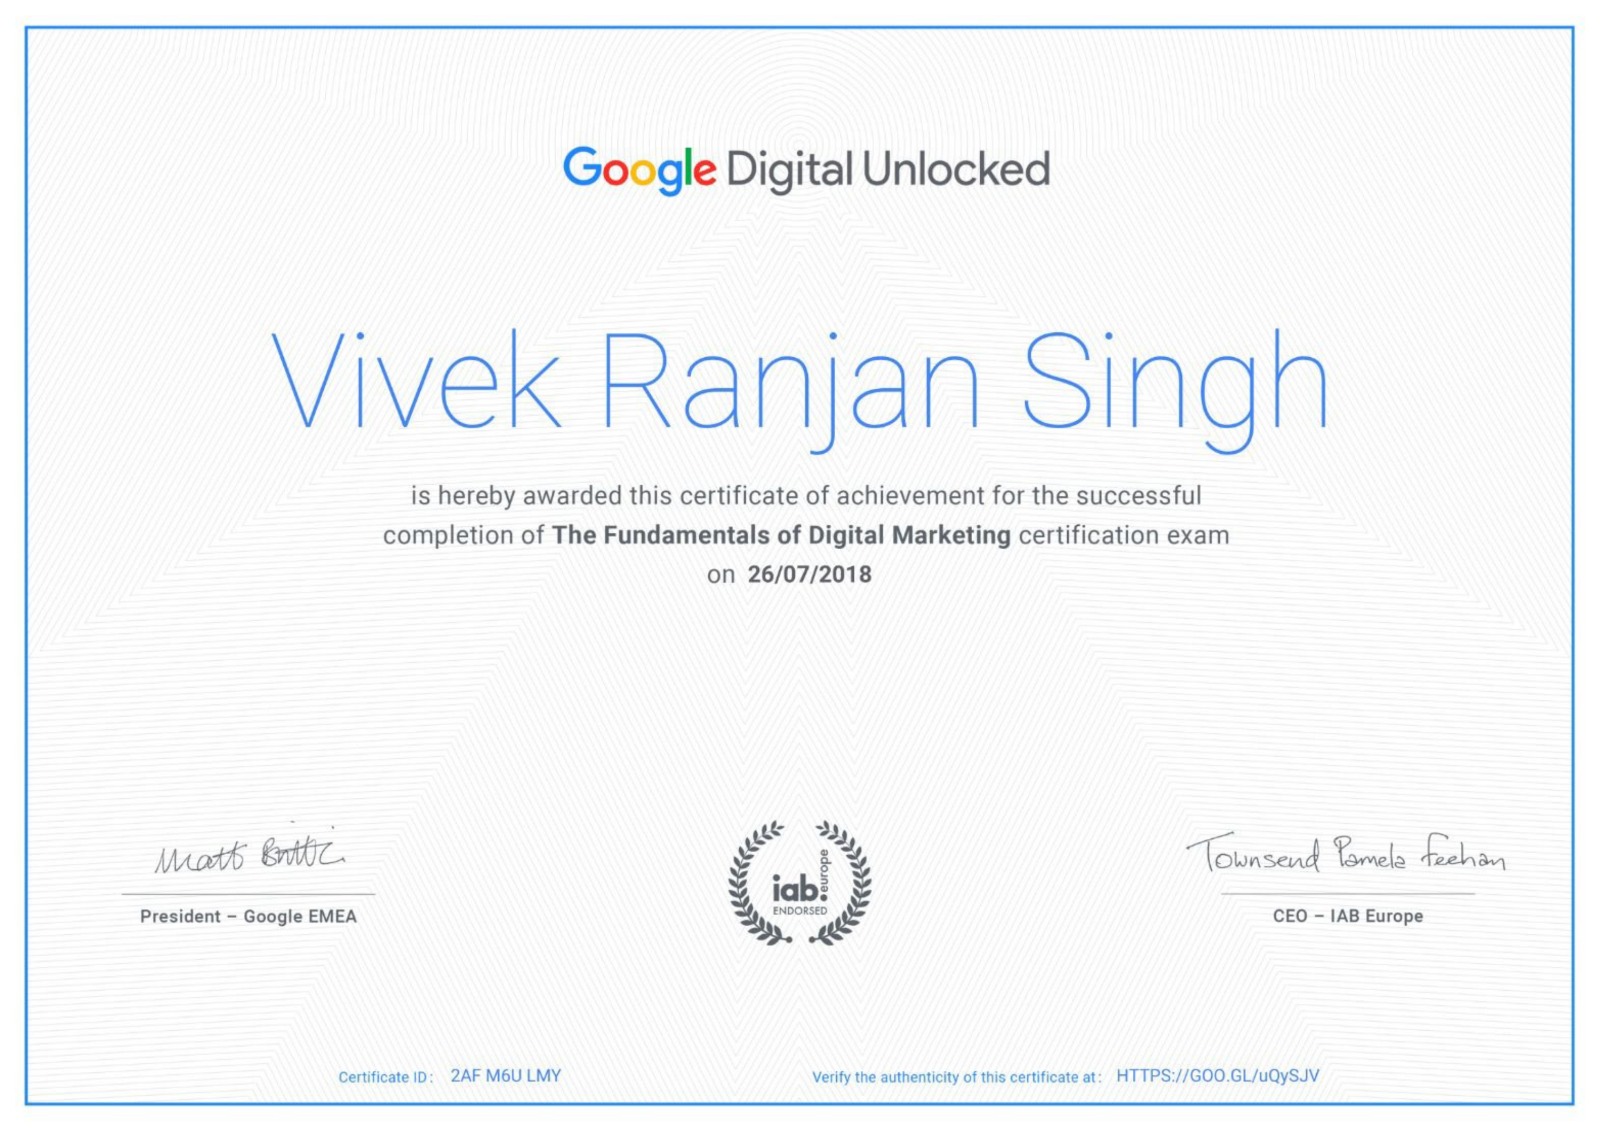 Google Digital Unlocked
Vivek Ranjan Singh
is hereby awarded this certificate of achievement for the successful
completion of The Fundamentals of Digital Marketing certification exam
on 26/07/2018
Matt Brittin
President – Google EMEA
iab europe
ENDORSED
Townsend Pamela Feehan
CEO – IAB Europe
Certificate ID: 2AF M6U LMY
Verify the authenticity of this certificate at: HTTPS://GOO.GL/uQySJV